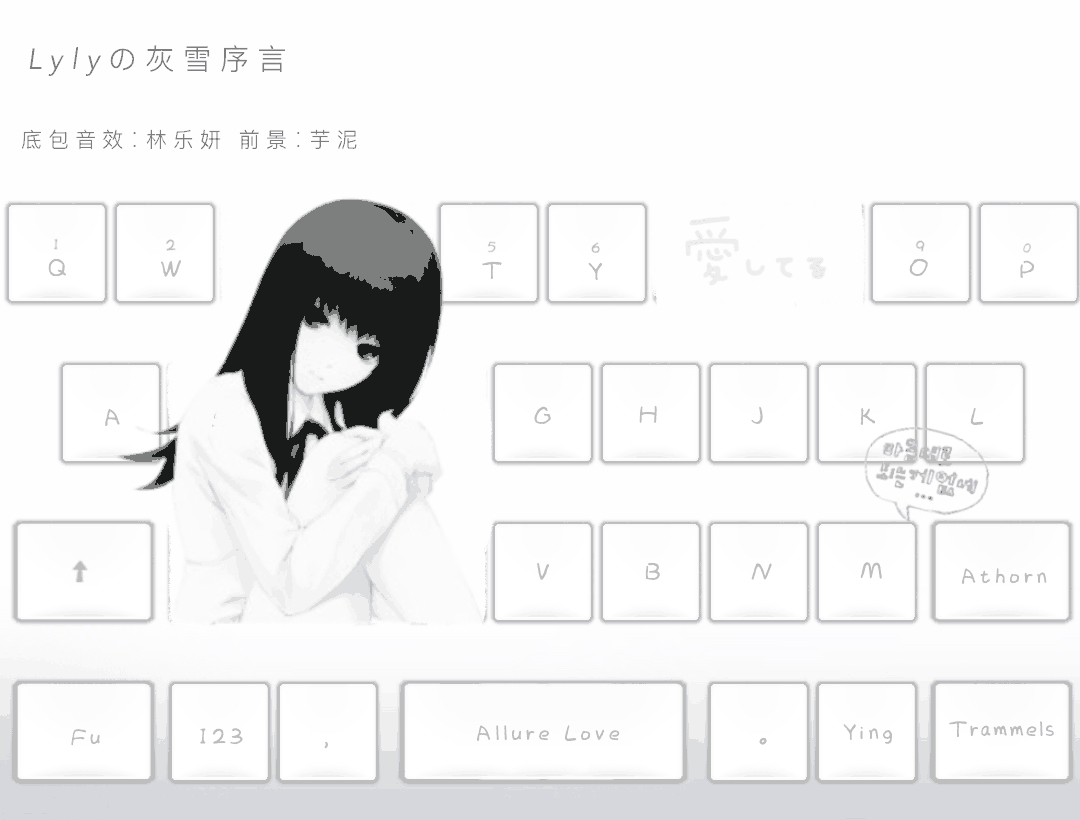 Lylyの灰雪序言
底包音效:林乐妍 前景:芋泥
1 2 5 6 9 0
Q W T Y 愛してる O P
A G H J K L
V B N M Athorn
Fu 123 , Allure Love 。 Ying Trammels